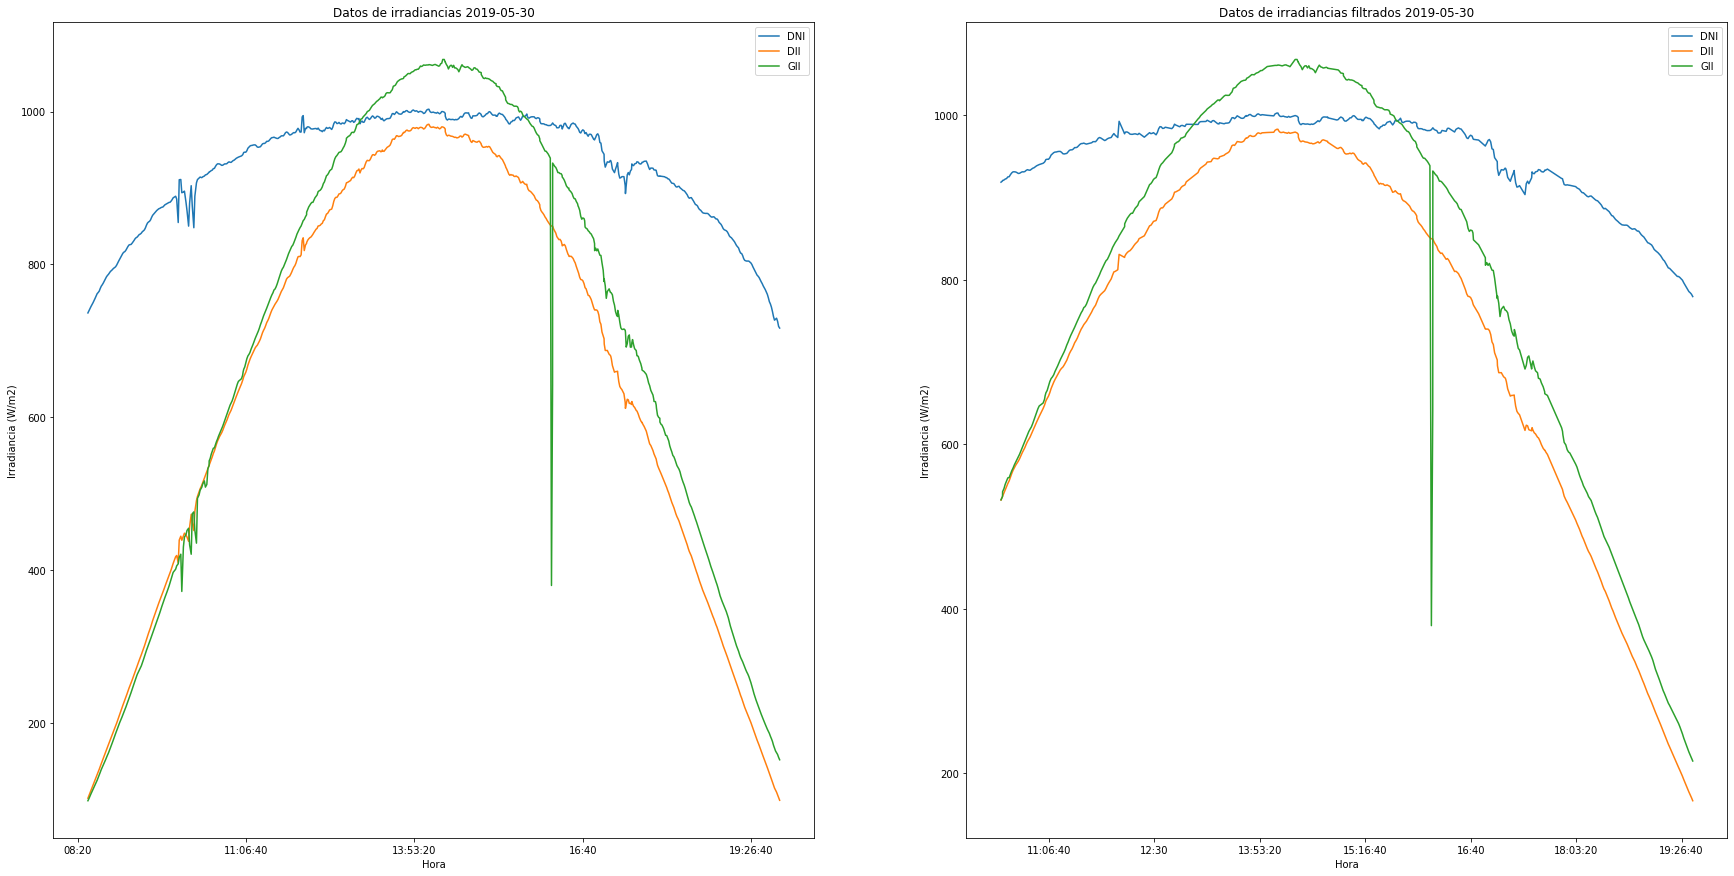 Datos de irradiancias 2019-05-30
DNI
DII
GII
1000
800
600
400
200
Irradiancia (W/m2)
08:20
11:06:40
13:53:20
16:40
19:26:40
Hora
Datos de irradiancias filtrados 2019-05-30
DNI
DII
GII
1000
800
600
400
200
Irradiancia (W/m2)
11:06:40
12:30
13:53:20
15:16:40
16:40
18:03:20
19:26:40
Hora